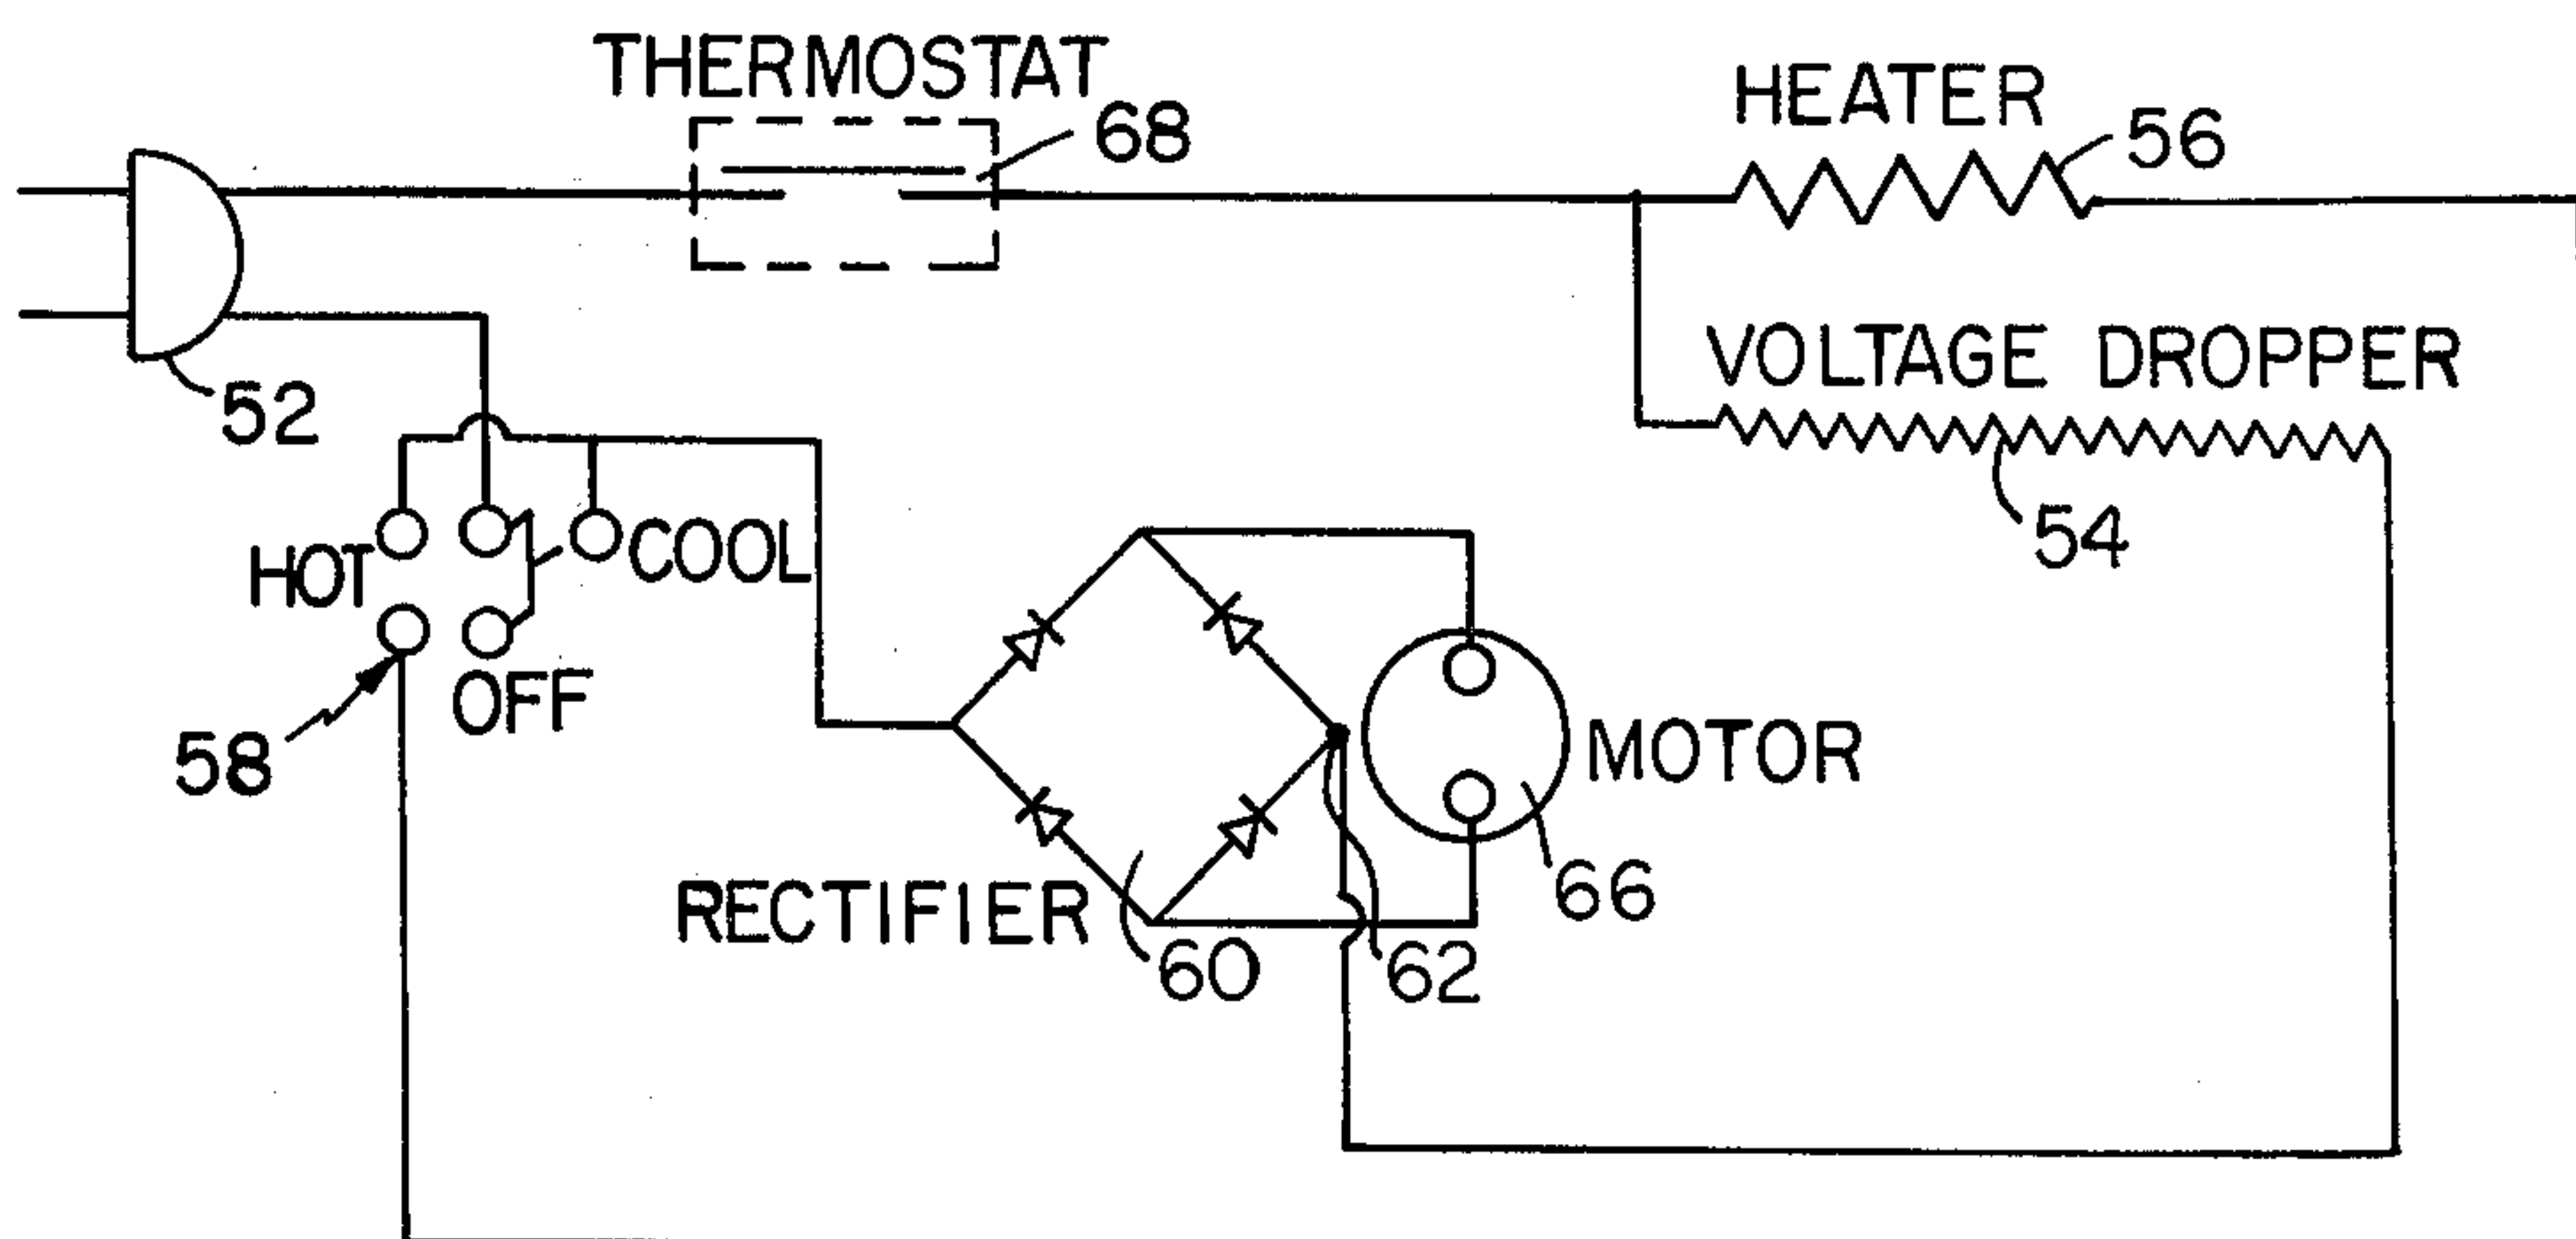 THERMOSTAT
68
HEATER
56
52
VOLTAGE DROPPER
54
HOT
COOL
OFF
58
MOTOR
66
RECTIFIER
60
62